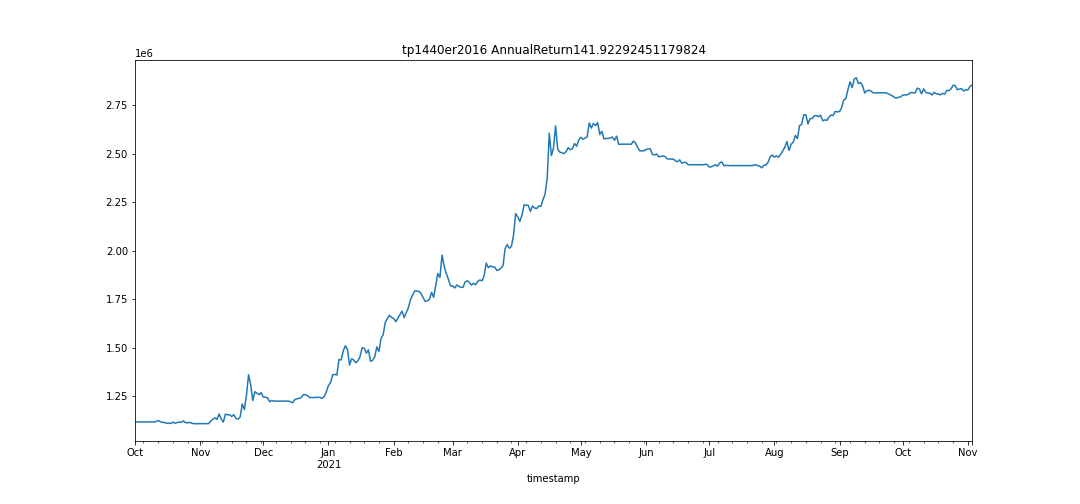 tp1440er2016 AnnualReturn141.92292451179824
1e6
2.75
2.50
2.25
2.00
1.75
1.50
1.25
Oct Nov Dec Jan Feb Mar Apr May Jun Jul Aug Sep Oct Nov
2021
timestamp